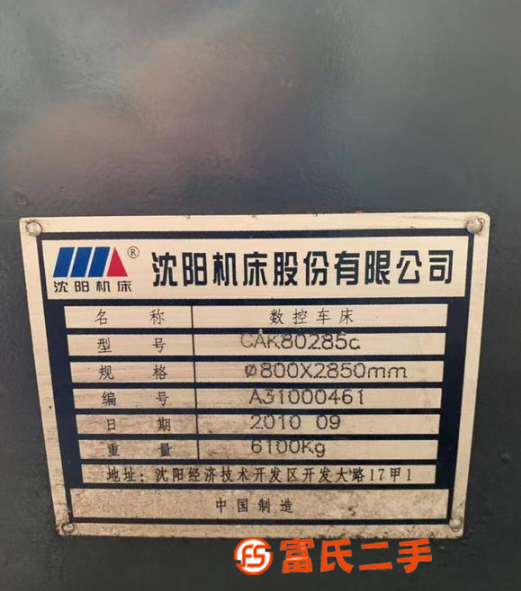 沈阳机床®
沈阳机床股份有限公司
名 称 数控车床
型 号 CAK80285c
规 格 ø800X2850mm
编 号 A31000461
日 期 2010 09
重 量 6100Kg
地址: 沈阳经济技术开发区开发大路17甲1
中国制造
FS 富氏二手